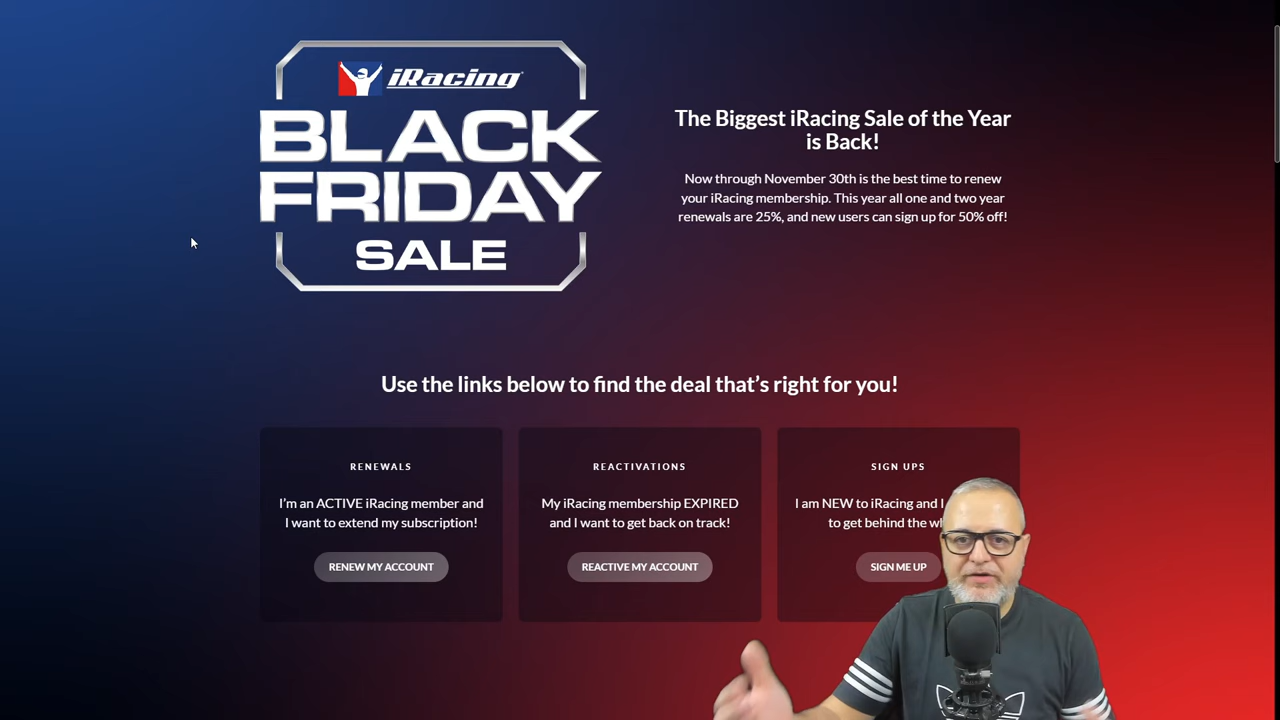 iRacing
BLACK
FRIDAY
SALE
The Biggest iRacing Sale of the Year
is Back!
Now through November 30th is the best time to renew
your iRacing membership. This year all one and two year
renewals are 25%, and new users can sign up for 50% off!
Use the links below to find the deal that's right for you!
RENEWALS
I'm an ACTIVE iRacing member and
I want to extend my subscription!
RENEW MY ACCOUNT
REACTIVATIONS
My iRacing membership EXPIRED
and I want to get back on track!
REACTIVE MY ACCOUNT
SIGN UPS
I am NEW to iRacing and I
to get behind the
SIGN ME UP